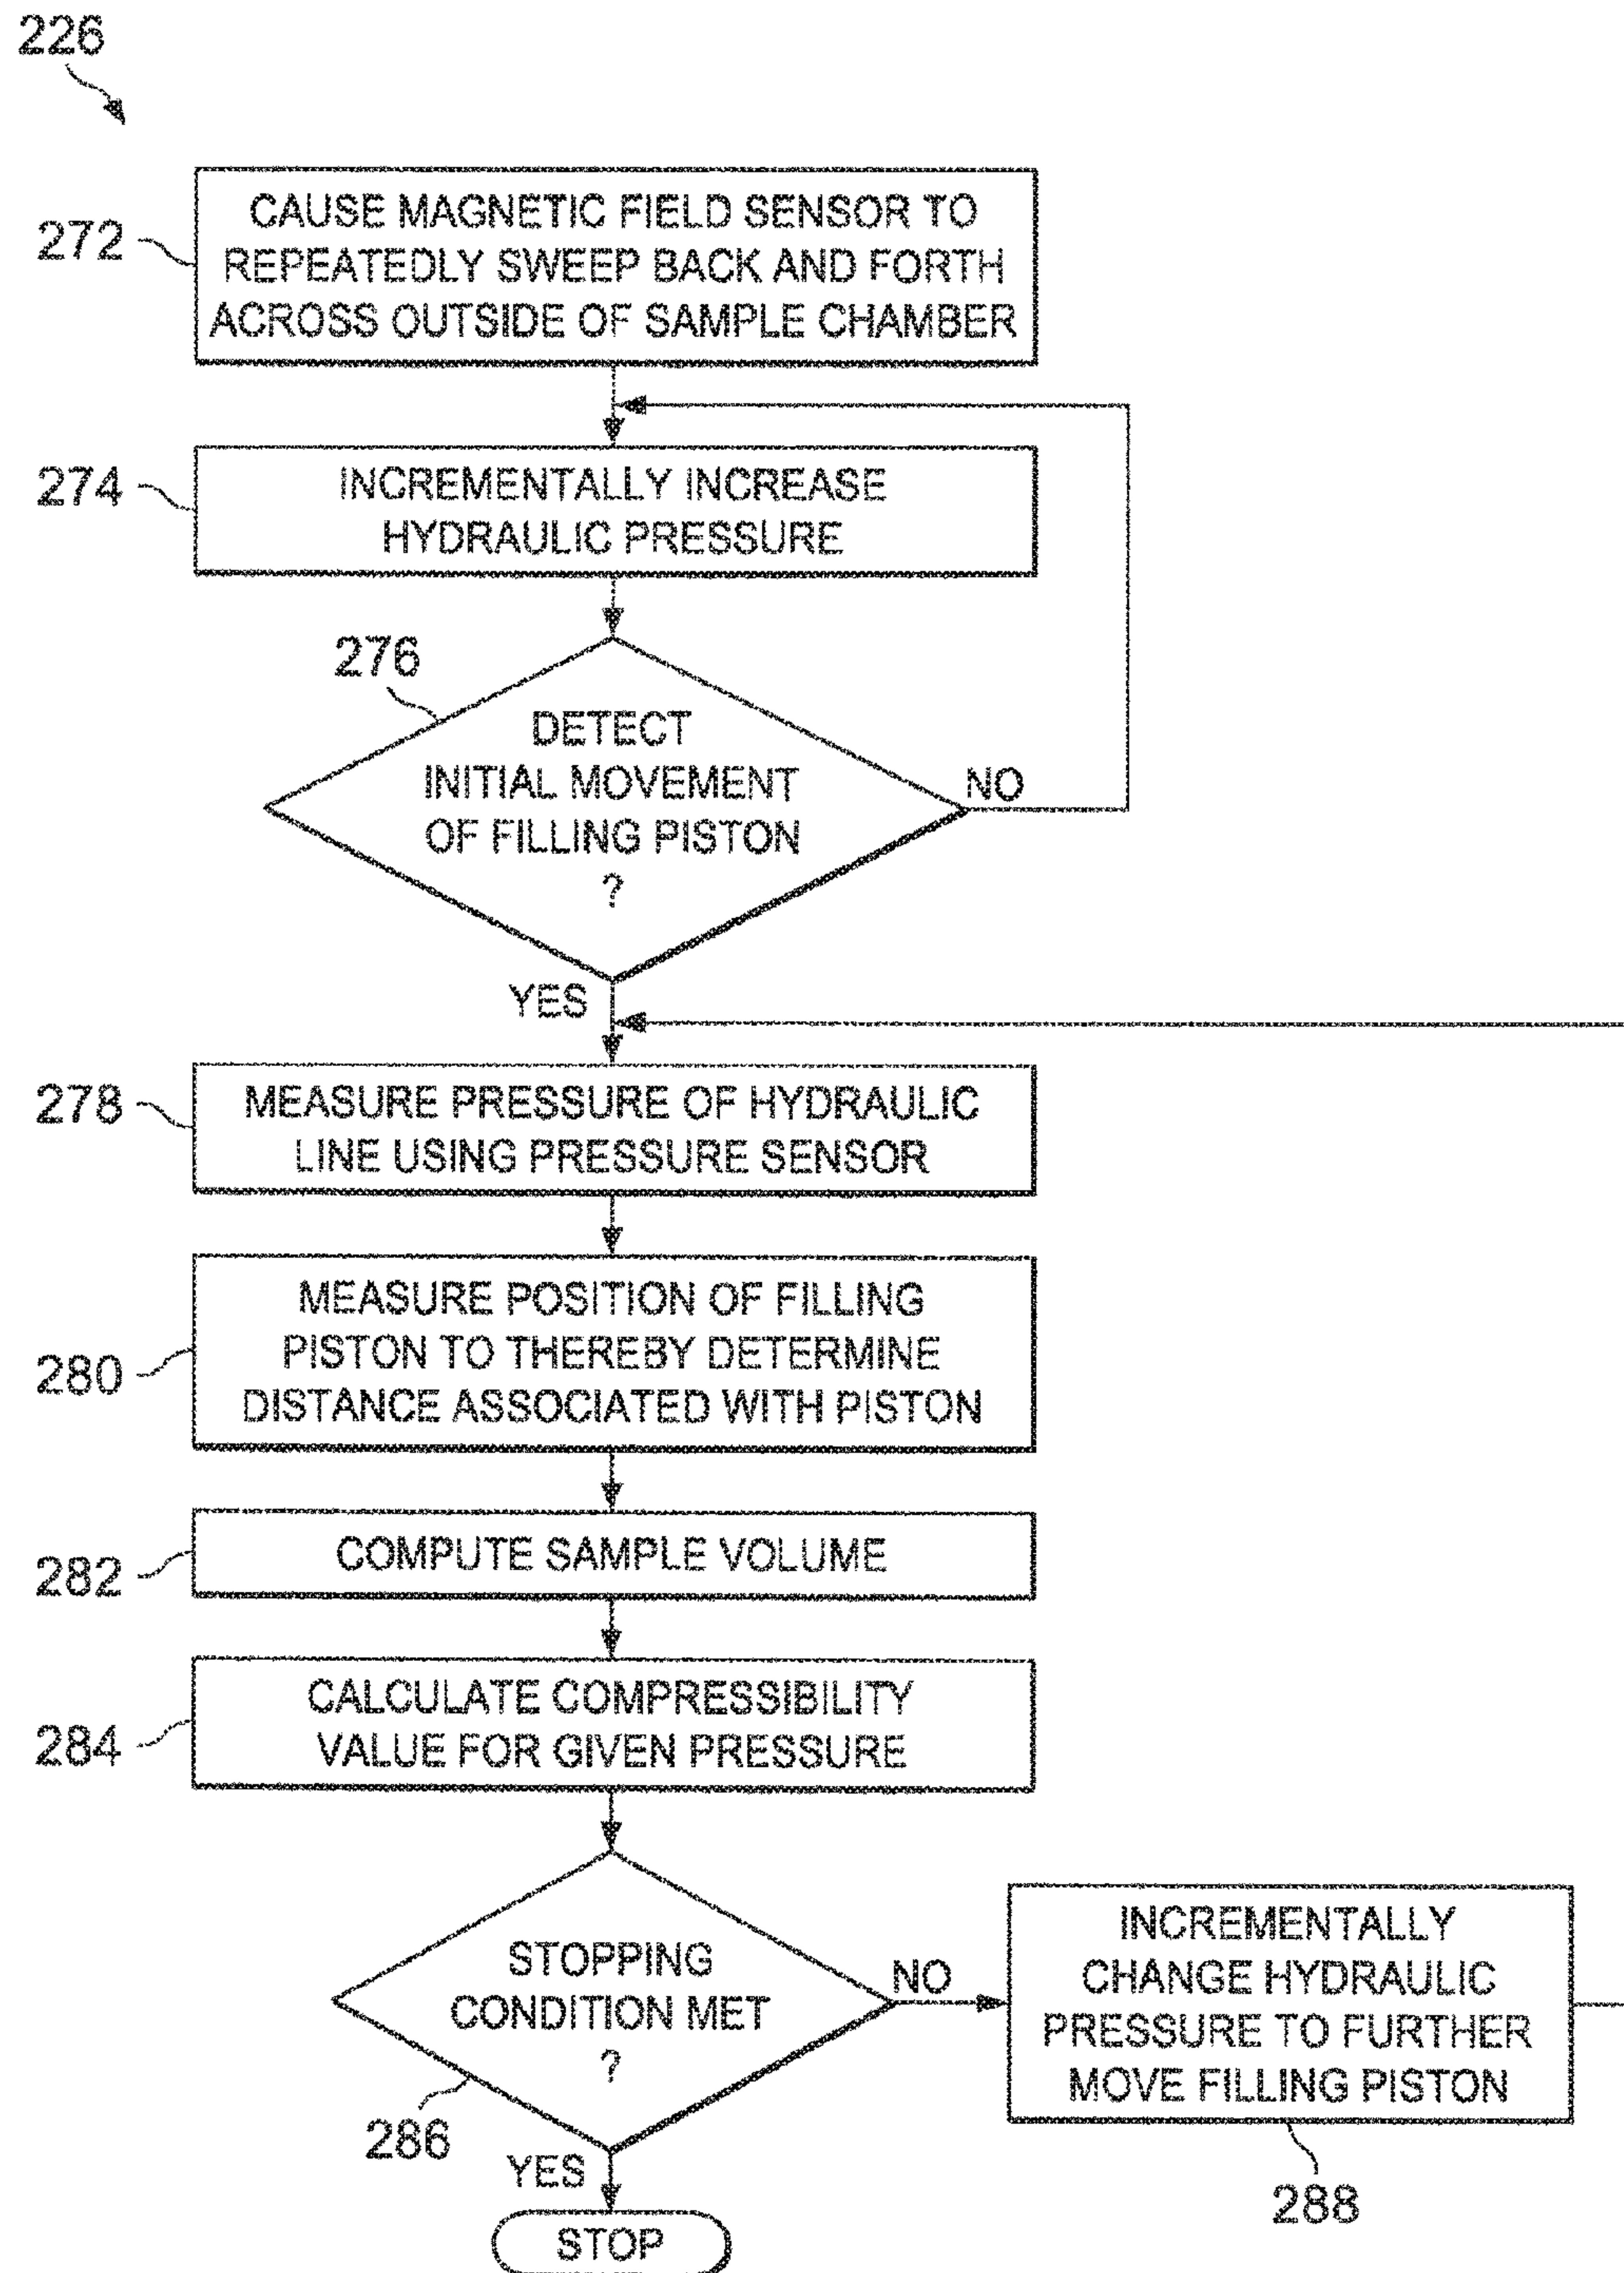 226
272
CAUSE MAGNETIC FIELD SENSOR TO
REPEATEDLY SWEEP BACK AND FORTH
ACROSS OUTSIDE OF SAMPLE CHAMBER
274
INCREMENTALLY INCREASE
HYDRAULIC PRESSURE
276
DETECT
INITIAL MOVEMENT
OF FILLING PISTON
?
NO
YES
278
MEASURE PRESSURE OF HYDRAULIC
LINE USING PRESSURE SENSOR
280
MEASURE POSITION OF FILLING
PISTON TO THEREBY DETERMINE
DISTANCE ASSOCIATED WITH PISTON
282
COMPUTE SAMPLE VOLUME
284
CALCULATE COMPRESSIBILITY
VALUE FOR GIVEN PRESSURE
STOPPING
CONDITION MET
?
286
NO
YES
INCREMENTALLY
CHANGE HYDRAULIC
PRESSURE TO FURTHER
MOVE FILLING PISTON
288
STOP